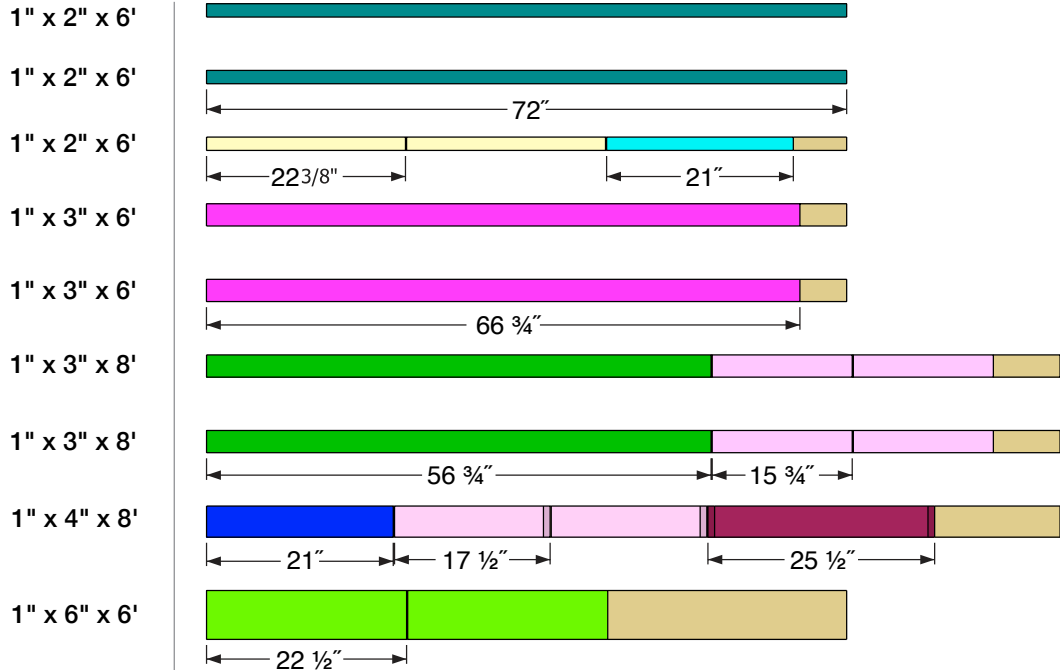 1" x 2" x 6'
1" x 2" x 6'
72″
1" x 2" x 6'
22 3/8" 21″
1" x 3" x 6'
1" x 3" x 6'
66 ¾″
1" x 3" x 8'
1" x 3" x 8'
56 ¾″ 15 ¾″
1" x 4" x 8'
21″ 17 ½″ 25 ½″
1" x 6" x 6'
22 ½″